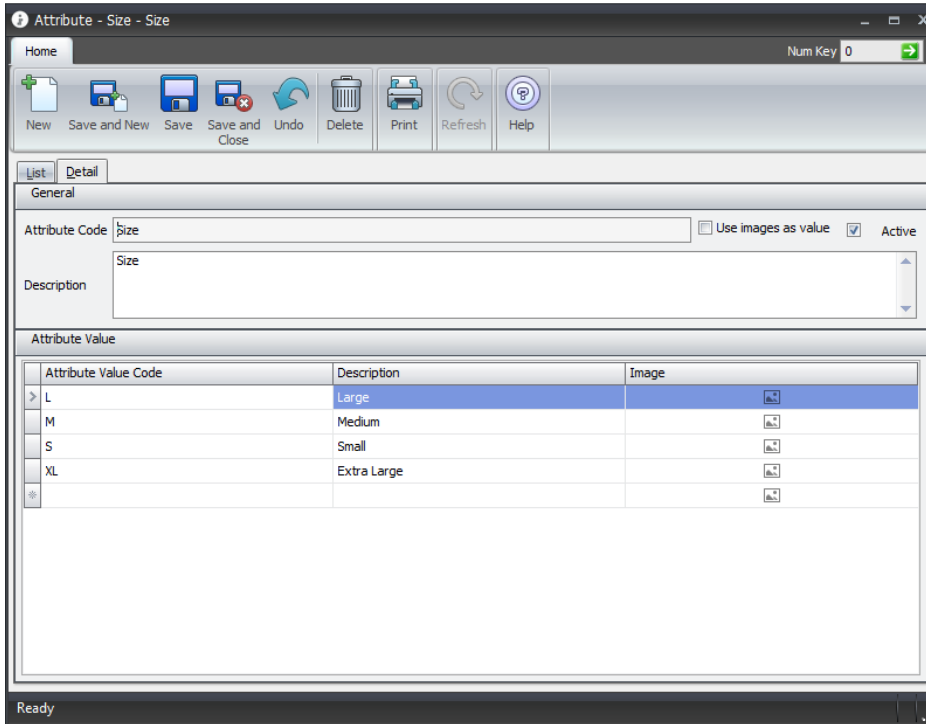 Attribute - Size - Size
Home
Num Key 0
New
Save and New
Save
Save and
Close
Undo
Delete
Print
Refresh
Help
List
Detail
General
Attribute Code Size
Use images as value
Active
Description
Size
Attribute Value
Attribute Value Code Description Image
L Large
M Medium
S Small
XL Extra Large
Ready